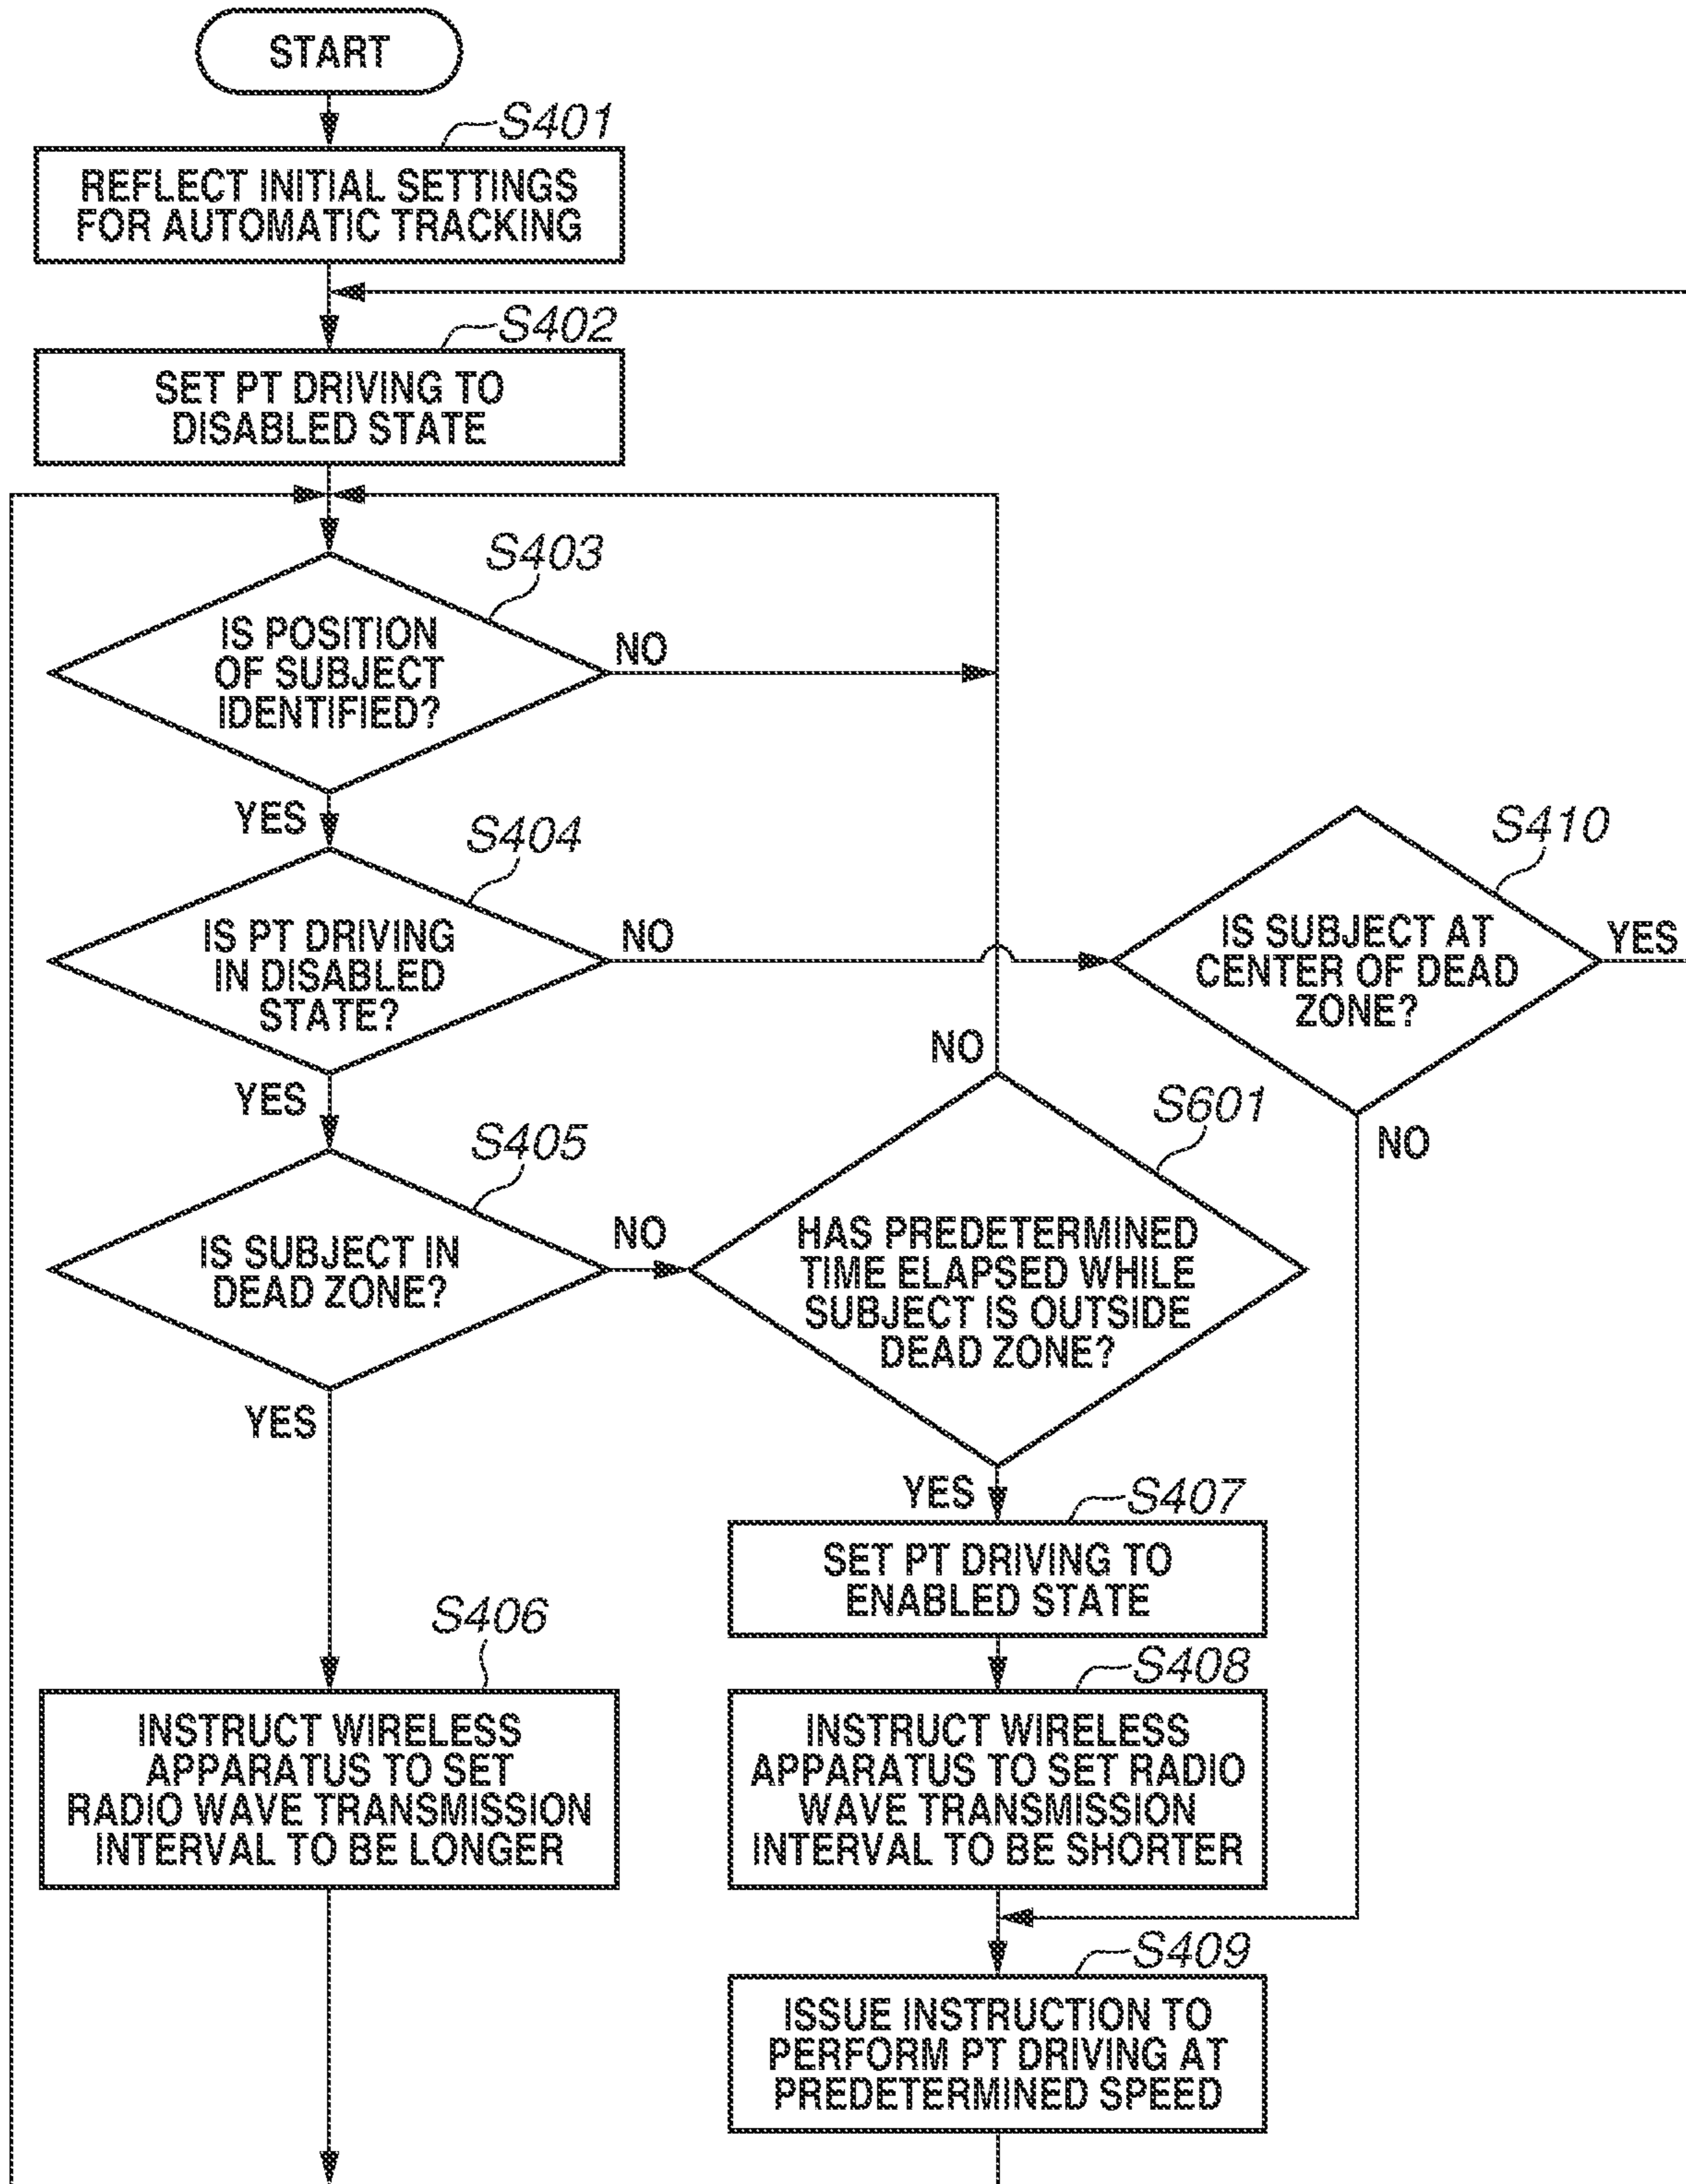 START
S401
REFLECT INITIAL SETTINGS
FOR AUTOMATIC TRACKING
S402
SET PT DRIVING TO
DISABLED STATE
S403
IS POSITION
OF SUBJECT
IDENTIFIED?
NO
YES
S404
IS PT DRIVING
IN DISABLED
STATE?
NO
S410
IS SUBJECT AT
CENTER OF DEAD
ZONE?
YES
NO
YES
S405
IS SUBJECT IN
DEAD ZONE?
NO
NO
S601
HAS PREDETERMINED
TIME ELAPSED WHILE
SUBJECT IS OUTSIDE
DEAD ZONE?
YES
YES
S407
SET PT DRIVING TO
ENABLED STATE
S406
INSTRUCT WIRELESS
APPARATUS TO SET
RADIO WAVE TRANSMISSION
INTERVAL TO BE LONGER
S408
INSTRUCT WIRELESS
APPARATUS TO SET RADIO
WAVE TRANSMISSION
INTERVAL TO BE SHORTER
S409
ISSUE INSTRUCTION TO
PERFORM PT DRIVING AT
PREDETERMINED SPEED